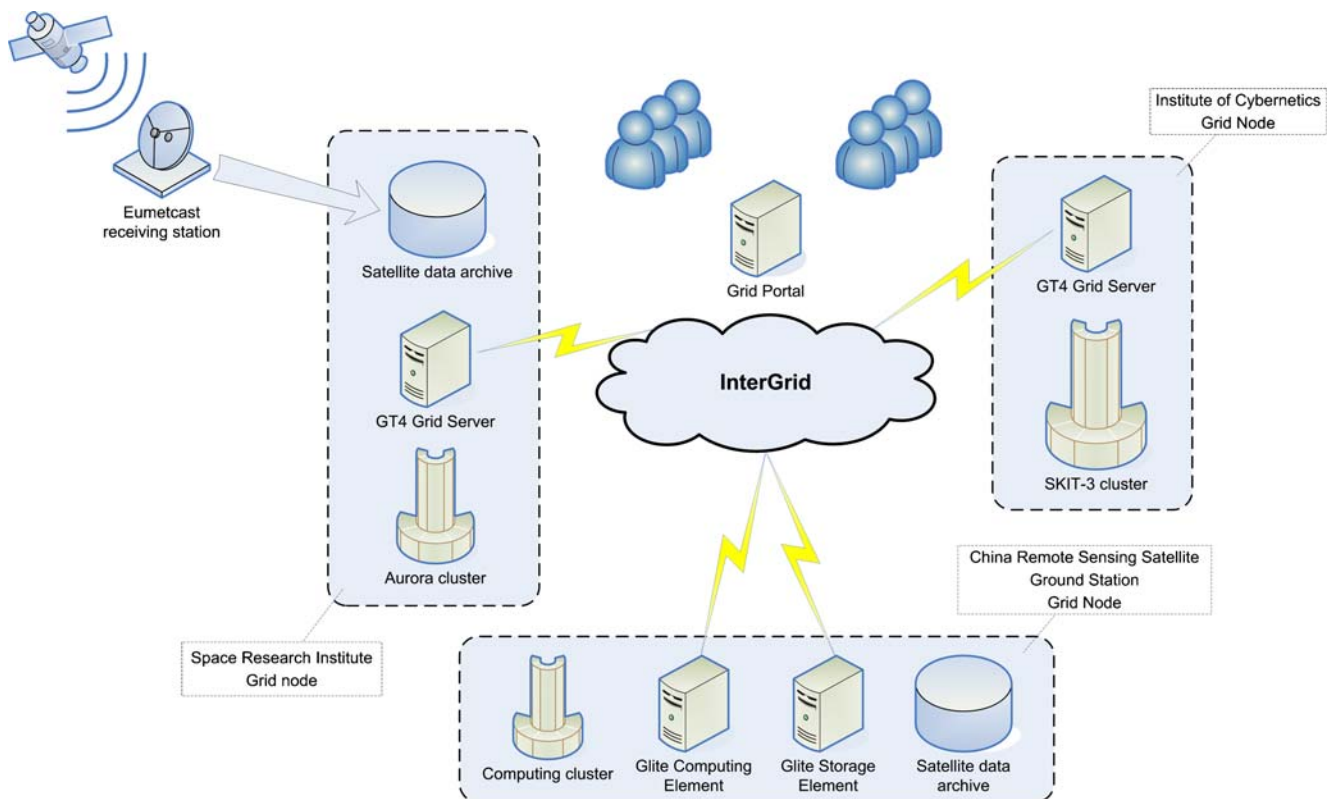 Institute of Cybernetics
Grid Node
Eumetcast
receiving station
Satellite data archive
Grid Portal
GT4 Grid Server
GT4 Grid Server
InterGrid
SKIT-3 cluster
Aurora cluster
China Remote Sensing Satellite
Ground Station
Grid Node
Space Research Institute
Grid node
Computing cluster
Glite Computing
Element
Glite Storage
Element
Satellite data
archive